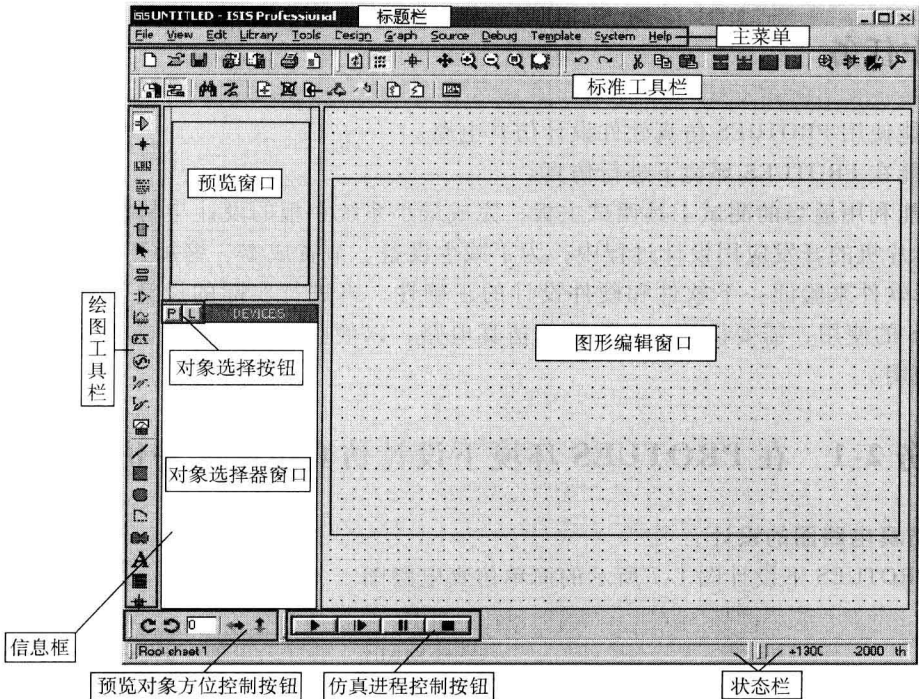 ISIS UNTITLED - ISIS Professional
标题栏
File View Edit Library Tools Design Graph Source Debug Template System Help
主菜单
标准工具栏
预览窗口
P L DEVICES
对象选择按钮
绘图工具栏
图形编辑窗口
对象选择器窗口
A
0
信息框
Root sheet 1
-2000 th
预览对象方位控制按钮
仿真进程控制按钮
状态栏